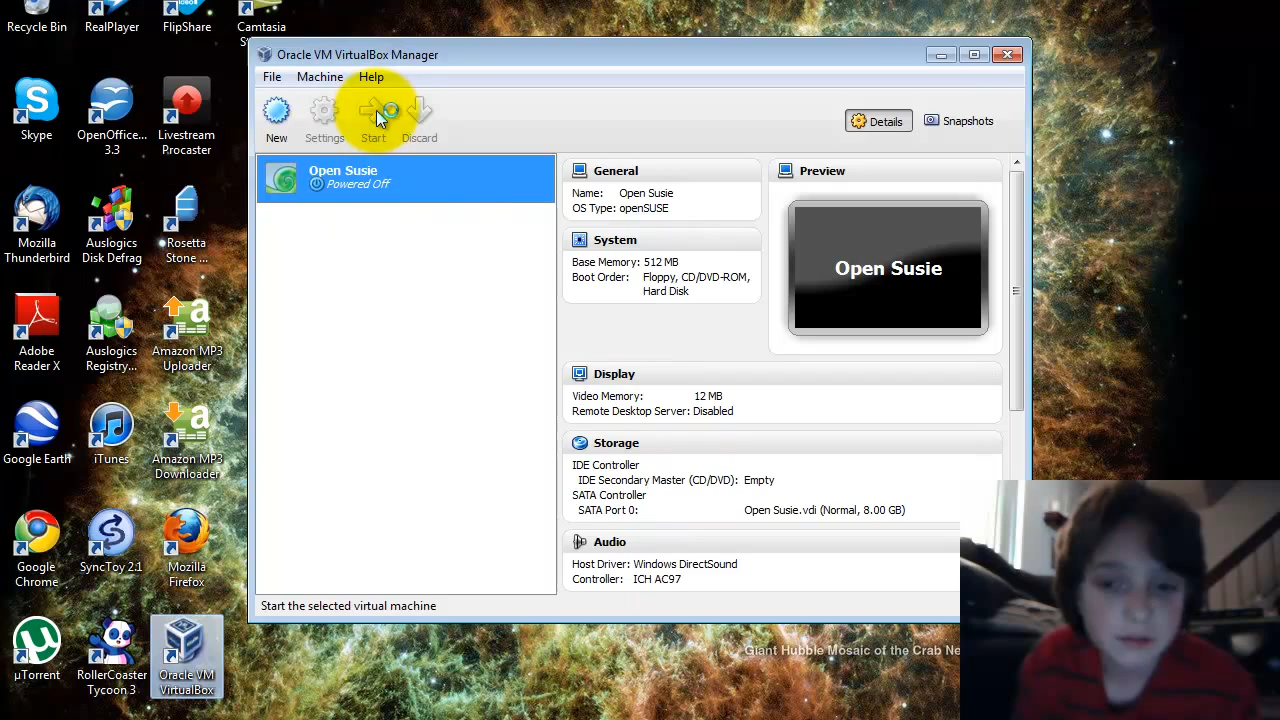 Recycle Bin
RealPlayer
FlipShare
Camtasia
Oracle VM VirtualBox Manager
File Machine Help
Skype
OpenOffice...
3.3
Livestream
Procaster
New
Settings
Start
Discard
Details
Snapshots
Open Susie
Powered Off
General
Name: Open Susie
OS Type: openSUSE
Preview
Open Susie
System
Base Memory: 512 MB
Boot Order: Floppy, CD/DVD-ROM,
Hard Disk
Mozilla
Thunderbird
Auslogics
Disk Defrag
Rosetta
Stone ...
Adobe
Reader X
Auslogics
Registry...
Amazon MP3
Uploader
Display
Video Memory: 12 MB
Remote Desktop Server: Disabled
Google Earth
iTunes
Amazon MP3
Downloader
Storage
IDE Controller
IDE Secondary Master (CD/DVD): Empty
SATA Controller
SATA Port 0: Open Susie.vdi (Normal, 8.00 GB)
Google
Chrome
SyncToy 2.1
Mozilla
Firefox
Audio
Host Driver: Windows DirectSound
Controller: ICH AC97
Start the selected virtual machine
µTorrent
RollerCoaster
Tycoon 3
Oracle VM
VirtualBox
Giant Hubble Mosaic of the Crab Ne